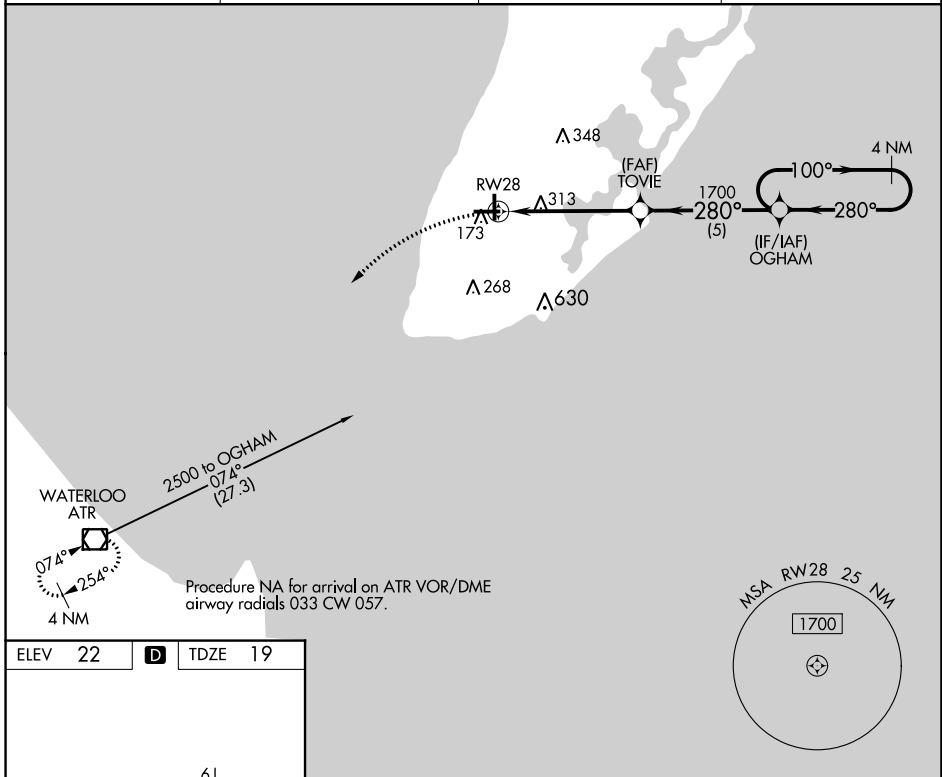 348
4 NM
100°
(FAF)
TOVIE
RW28
313
1700
280°
(5)
280°
173
(IF/IAF)
OGHAM
268
630
2500 to OGHAM
074°
(27.3)
WATERLOO
ATR
074°
254°
4 NM
Procedure NA for arrival on ATR VOR/DME
airway radials 033 CW 057.
MSA RW28 25 NM
1700
ELEV 22 D TDZE 19